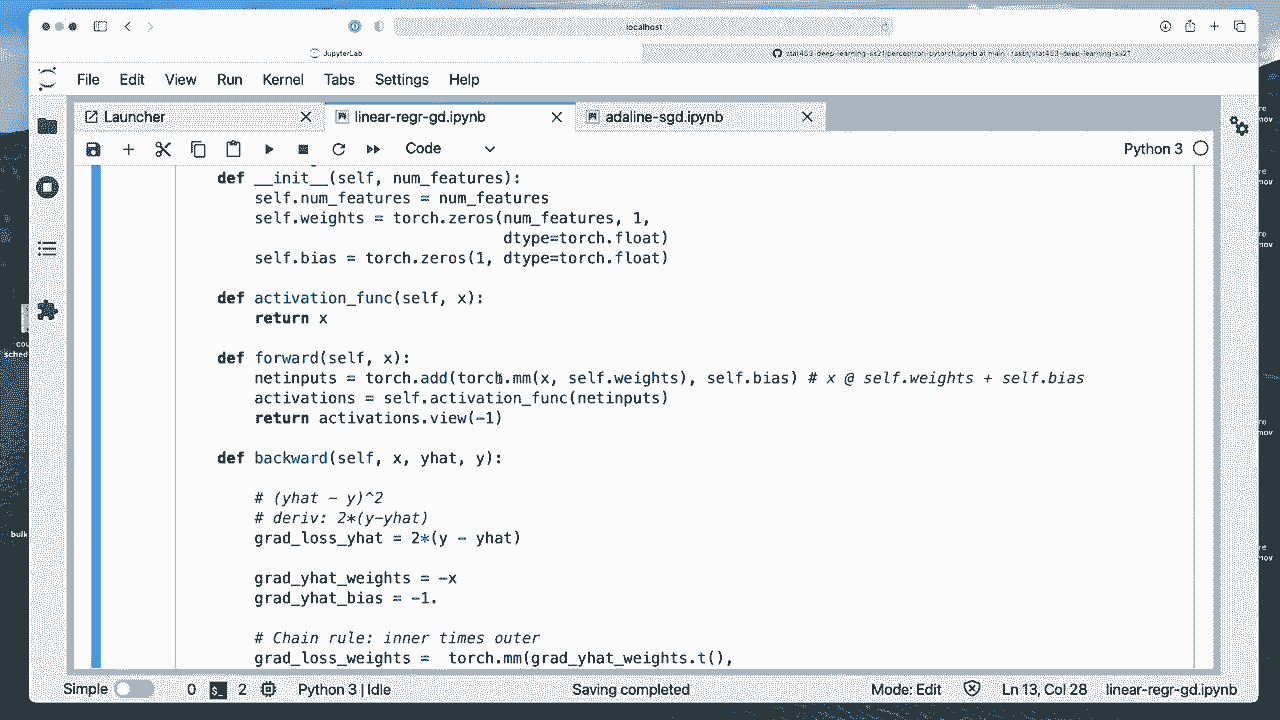 localhost
JupyterLab
stat453-deep-learning-ss21/perceptron-pytorch.ipynb at main · rasbt/stat453-deep-learning-ss21
File Edit View Run Kernel Tabs Settings Help
Launcher
linear-regr-gd.ipynb
adaline-sgd.ipynb
Code
Python 3
def __init__(self, num_features):
self.num_features = num_features
self.weights = torch.zeros(num_features, 1,
dtype=torch.float)
self.bias = torch.zeros(1, dtype=torch.float)
def activation_func(self, x):
return x
def forward(self, x):
netinputs = torch.add(torch.mm(x, self.weights), self.bias) # x @ self.weights + self.bias
activations = self.activation_func(netinputs)
return activations.view(-1)
def backward(self, x, yhat, y):
# (yhat - y)^2
# deriv: 2*(y-yhat)
grad_loss_yhat = 2*(y - yhat)
grad_yhat_weights = -x
grad_yhat_bias = -1.
# Chain rule: inner times outer
grad_loss_weights = torch.mm(grad_yhat_weights.t(),
Simple 0 2 Python 3 | Idle Saving completed Mode: Edit Ln 13, Col 28 linear-regr-gd.ipynb